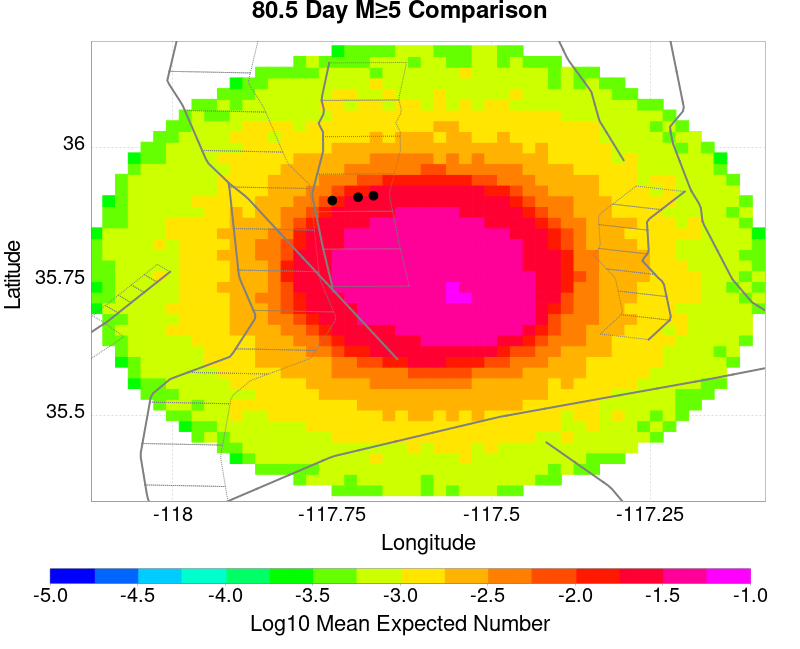 80.5 Day M≥5 Comparison
36
35.75
35.5
Latitude
-118 -117.75 -117.5 -117.25
Longitude
-5.0 -4.5 -4.0 -3.5 -3.0 -2.5 -2.0 -1.5 -1.0
Log10 Mean Expected Number